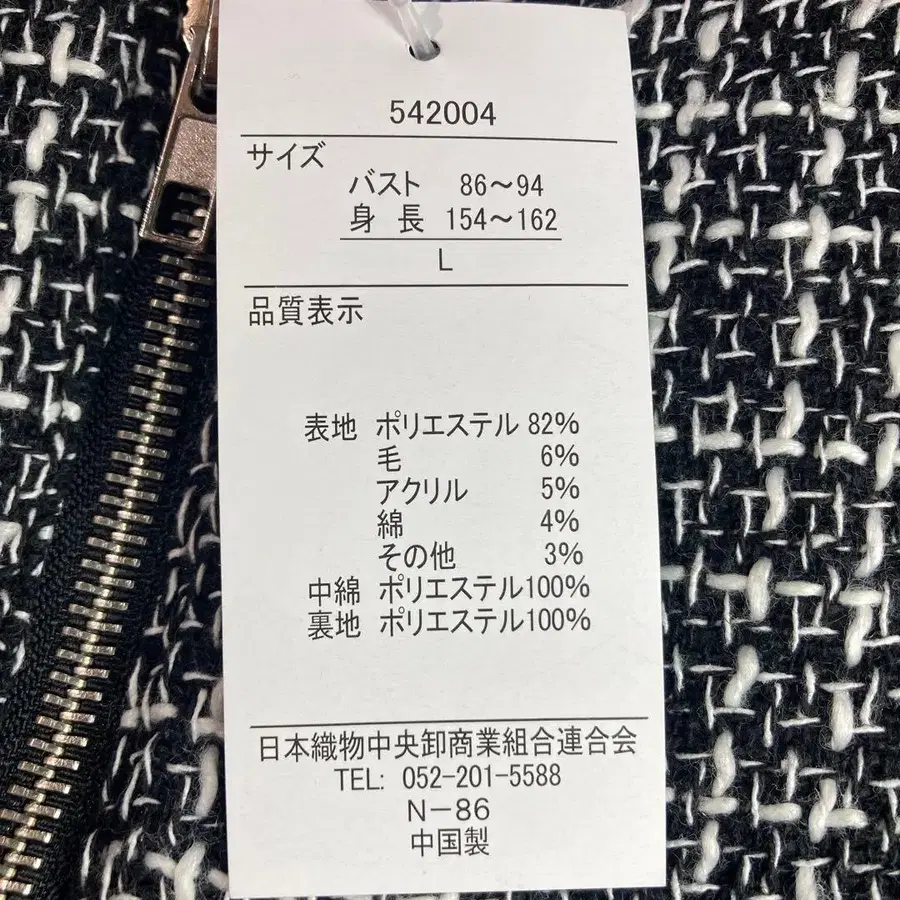 542004
サイズ
バスト 86〜94
身長 154〜162
L
品質表示
表地 ポリエステル 82%
毛 6%
アクリル 5%
綿 4%
その他 3%
中綿 ポリエステル100%
裏地 ポリエステル100%
日本織物中央卸商業組合連合会
TEL: 052-201-5588
N-86
中国製